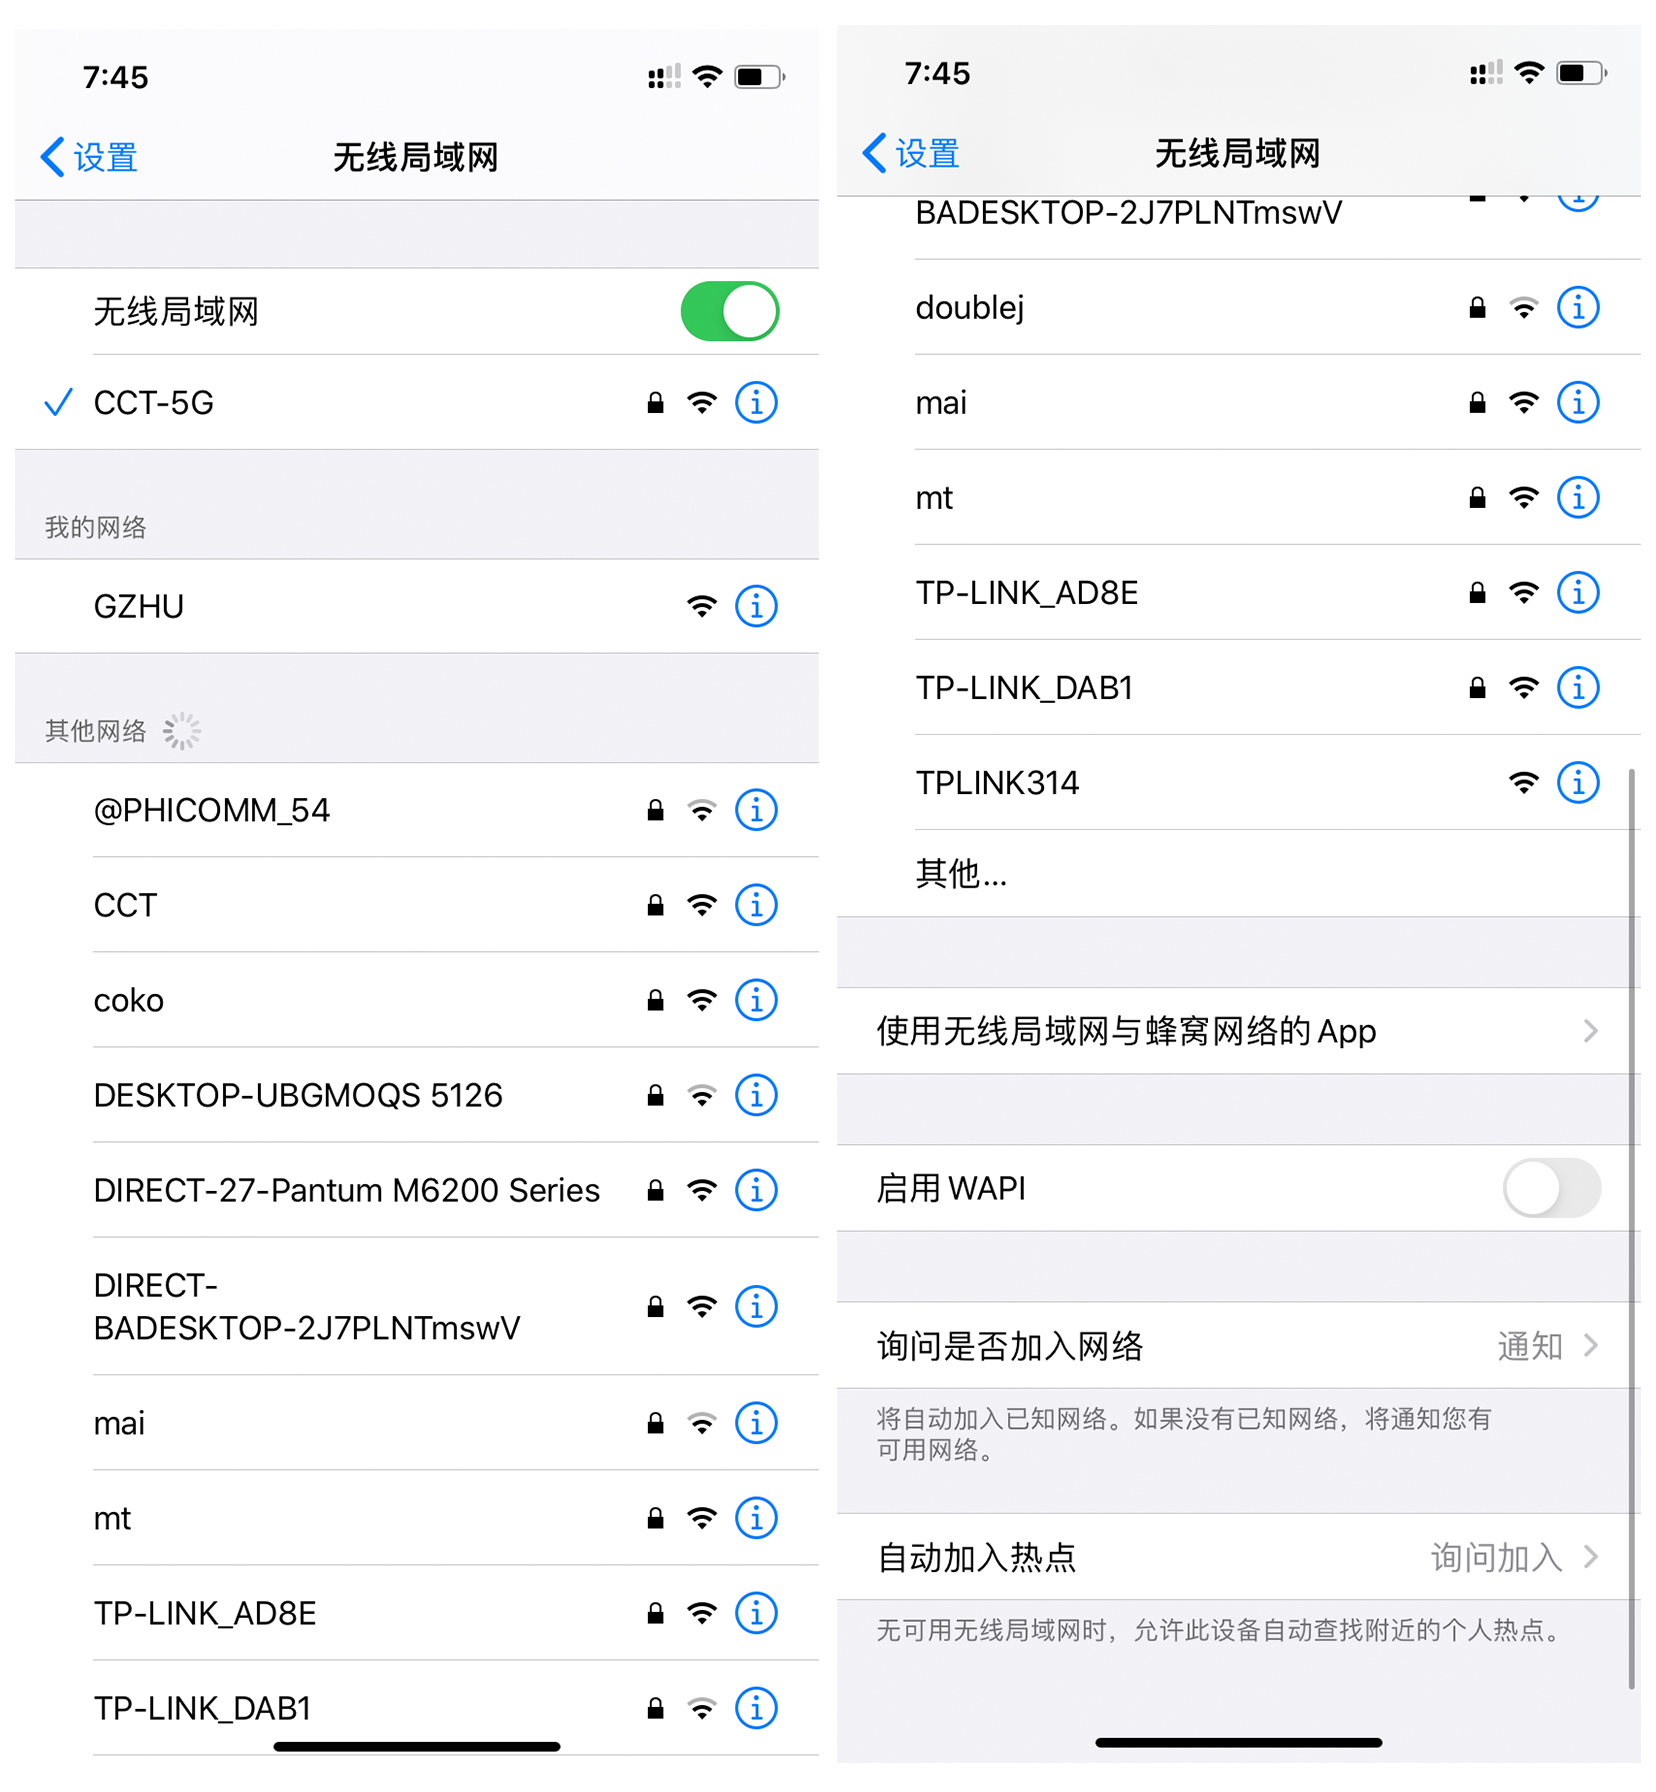 7:45
设置
无线局域网
无线局域网
CCT-5G
我的网络
GZHU
其他网络
@PHICOMM_54
CCT
coko
DESKTOP-UBGMOQS 5126
DIRECT-27-Pantum M6200 Series
DIRECT-
BADESKTOP-2J7PLNTmswV
mai
mt
TP-LINK_AD8E
TP-LINK_DAB1
7:45
设置
无线局域网
BADESKTOP-2J7PLNTmswV
doublej
mai
mt
TP-LINK_AD8E
TP-LINK_DAB1
TPLINK314
其他...
使用无线局域网与蜂窝网络的App
启用 WAPI
询问是否加入网络 通知
将自动加入已知网络。如果没有已知网络，将通知您有
可用网络。
自动加入热点 询问加入
无可用无线局域网时，允许此设备自动查找附近的个人热点。